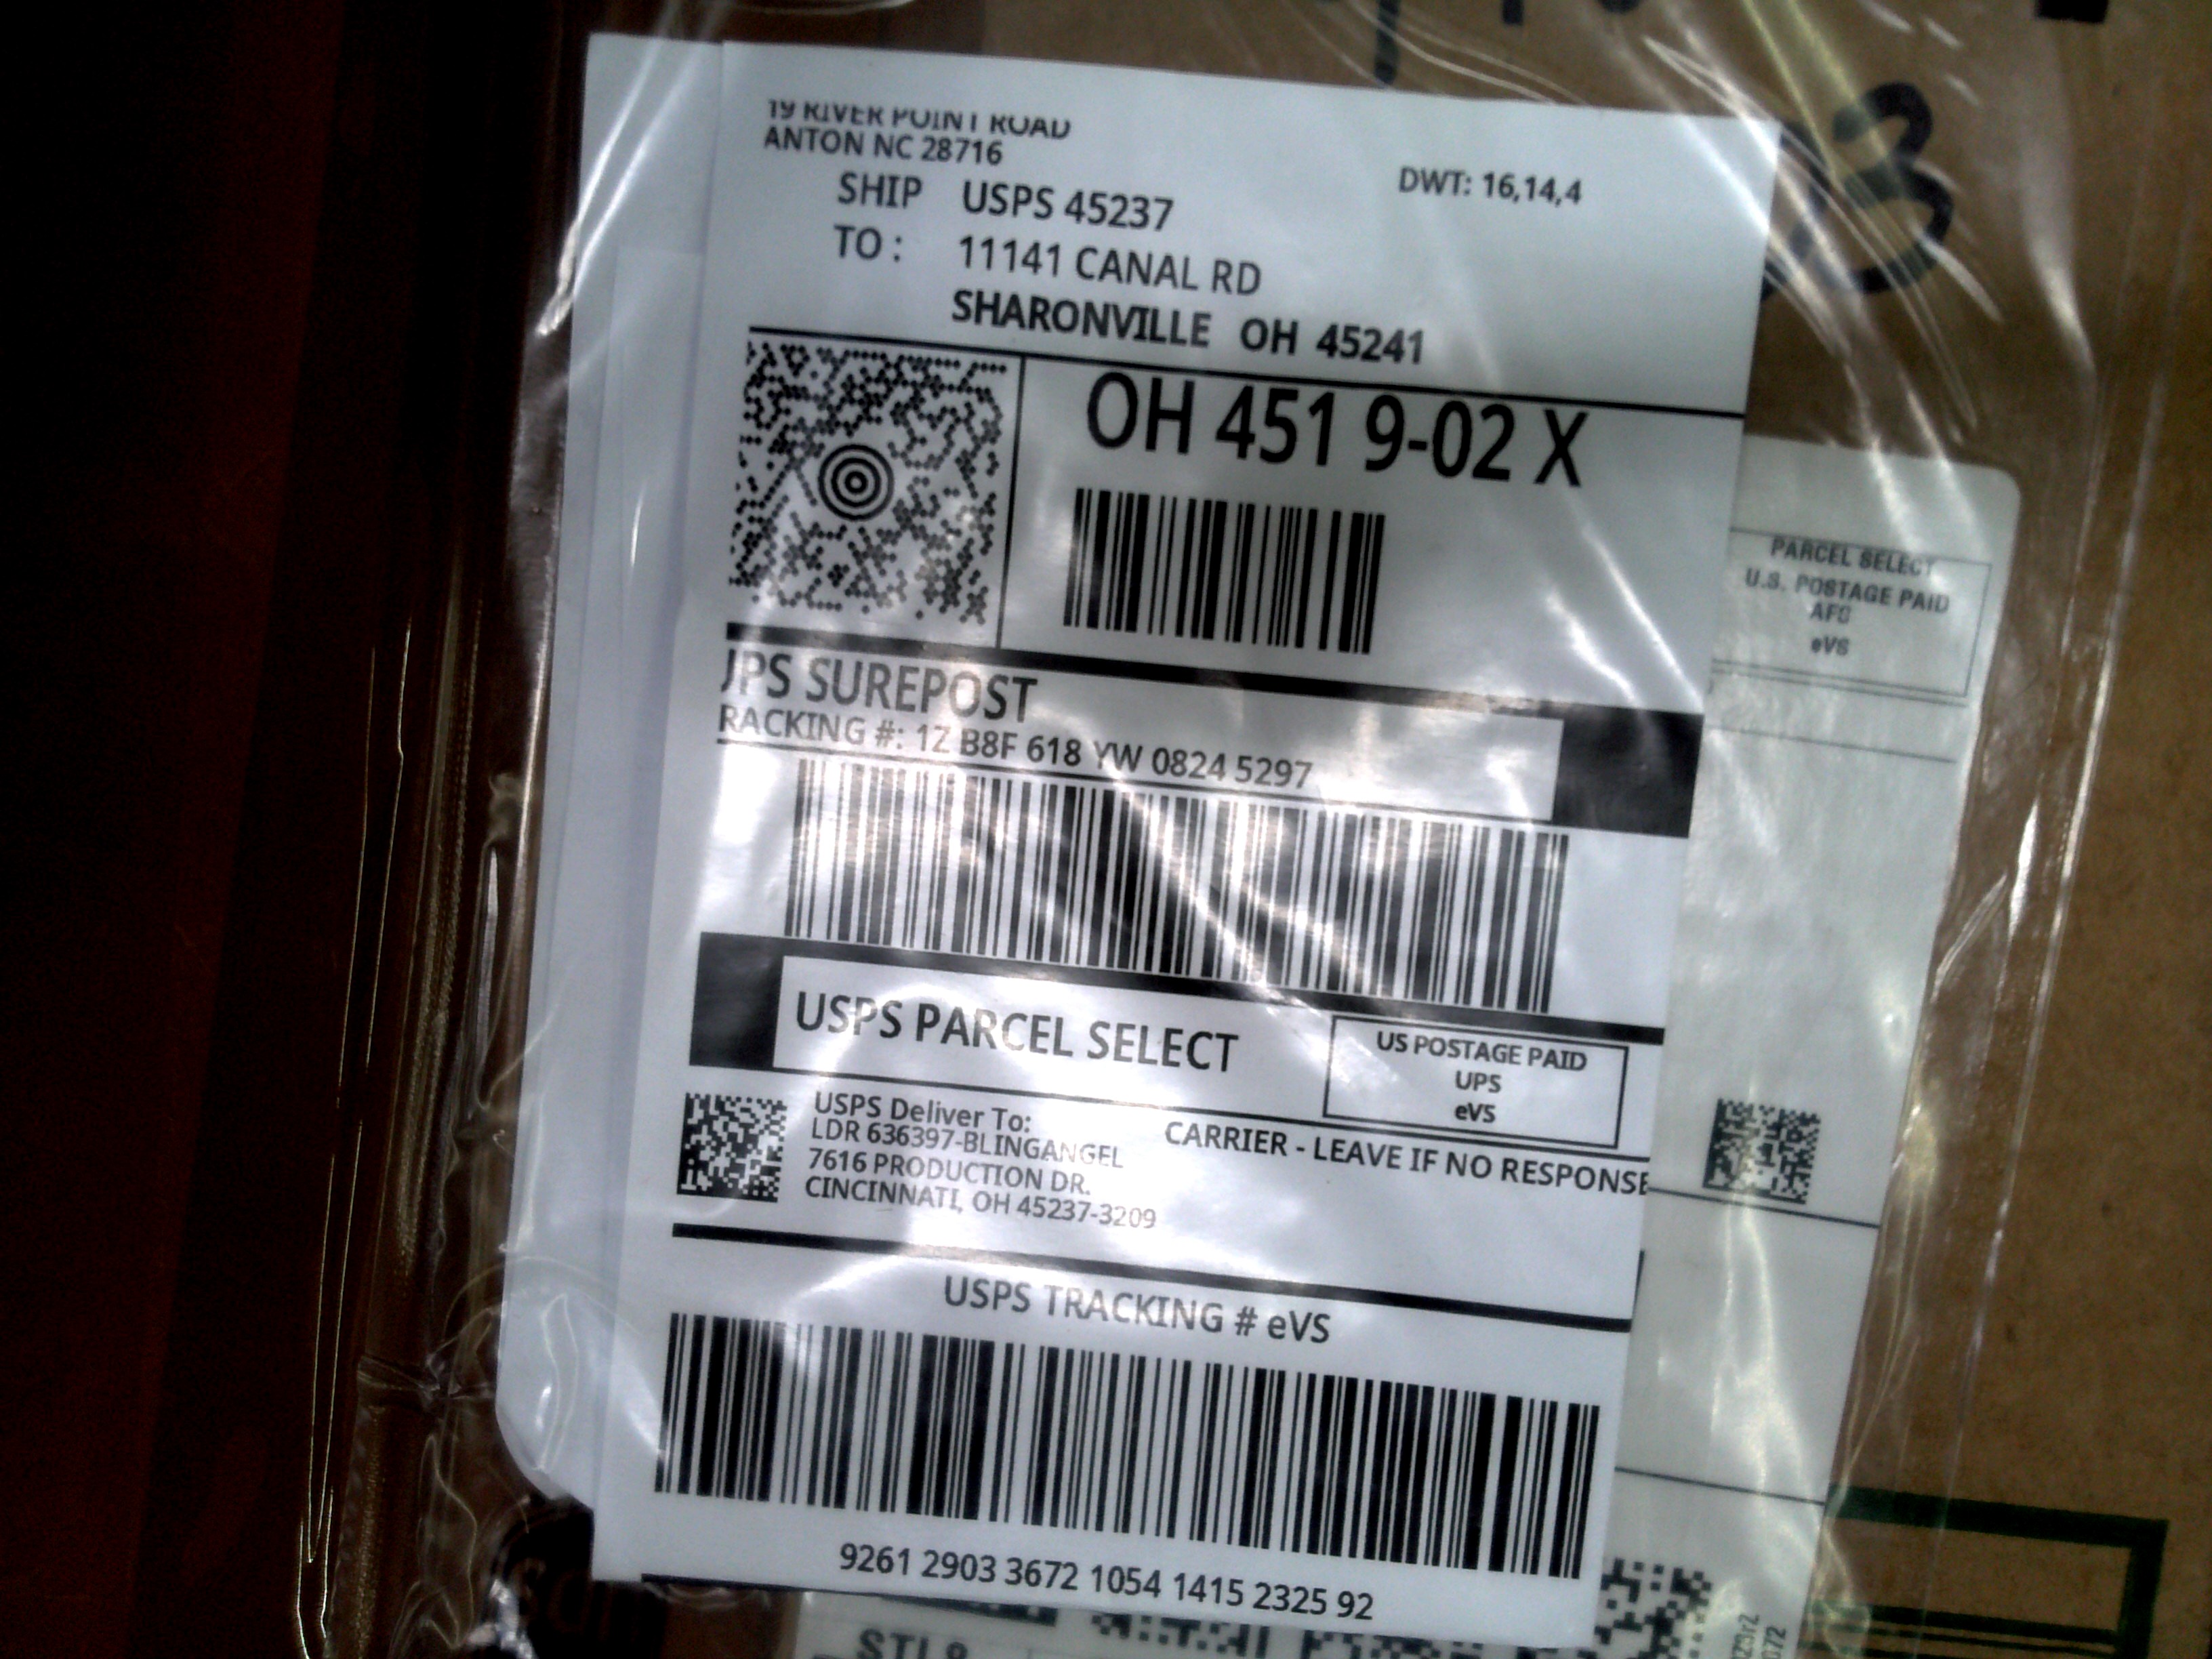 19 RIVER POINT ROAD
ANTON NC 28716
DWT: 16,14,4
SHIP USPS 45237
TO : 11141 CANAL RD
SHARONVILLE OH 45241
OH 451 9-02 X
JPS SUREPOST
RACKING #: 1Z B8F 618 YW 0824 5297
USPS PARCEL SELECT
US POSTAGE PAID
UPS
eVS
USPS Deliver To:
LDR 636397-BLINGANGEL
7616 PRODUCTION DR.
CINCINNATI, OH 45237-3209
CARRIER - LEAVE IF NO RESPONSE
USPS TRACKING # eVS
9261 2903 3672 1054 1415 2325 92
PARCEL SELECT
U.S. POSTAGE PAID
eVS
3